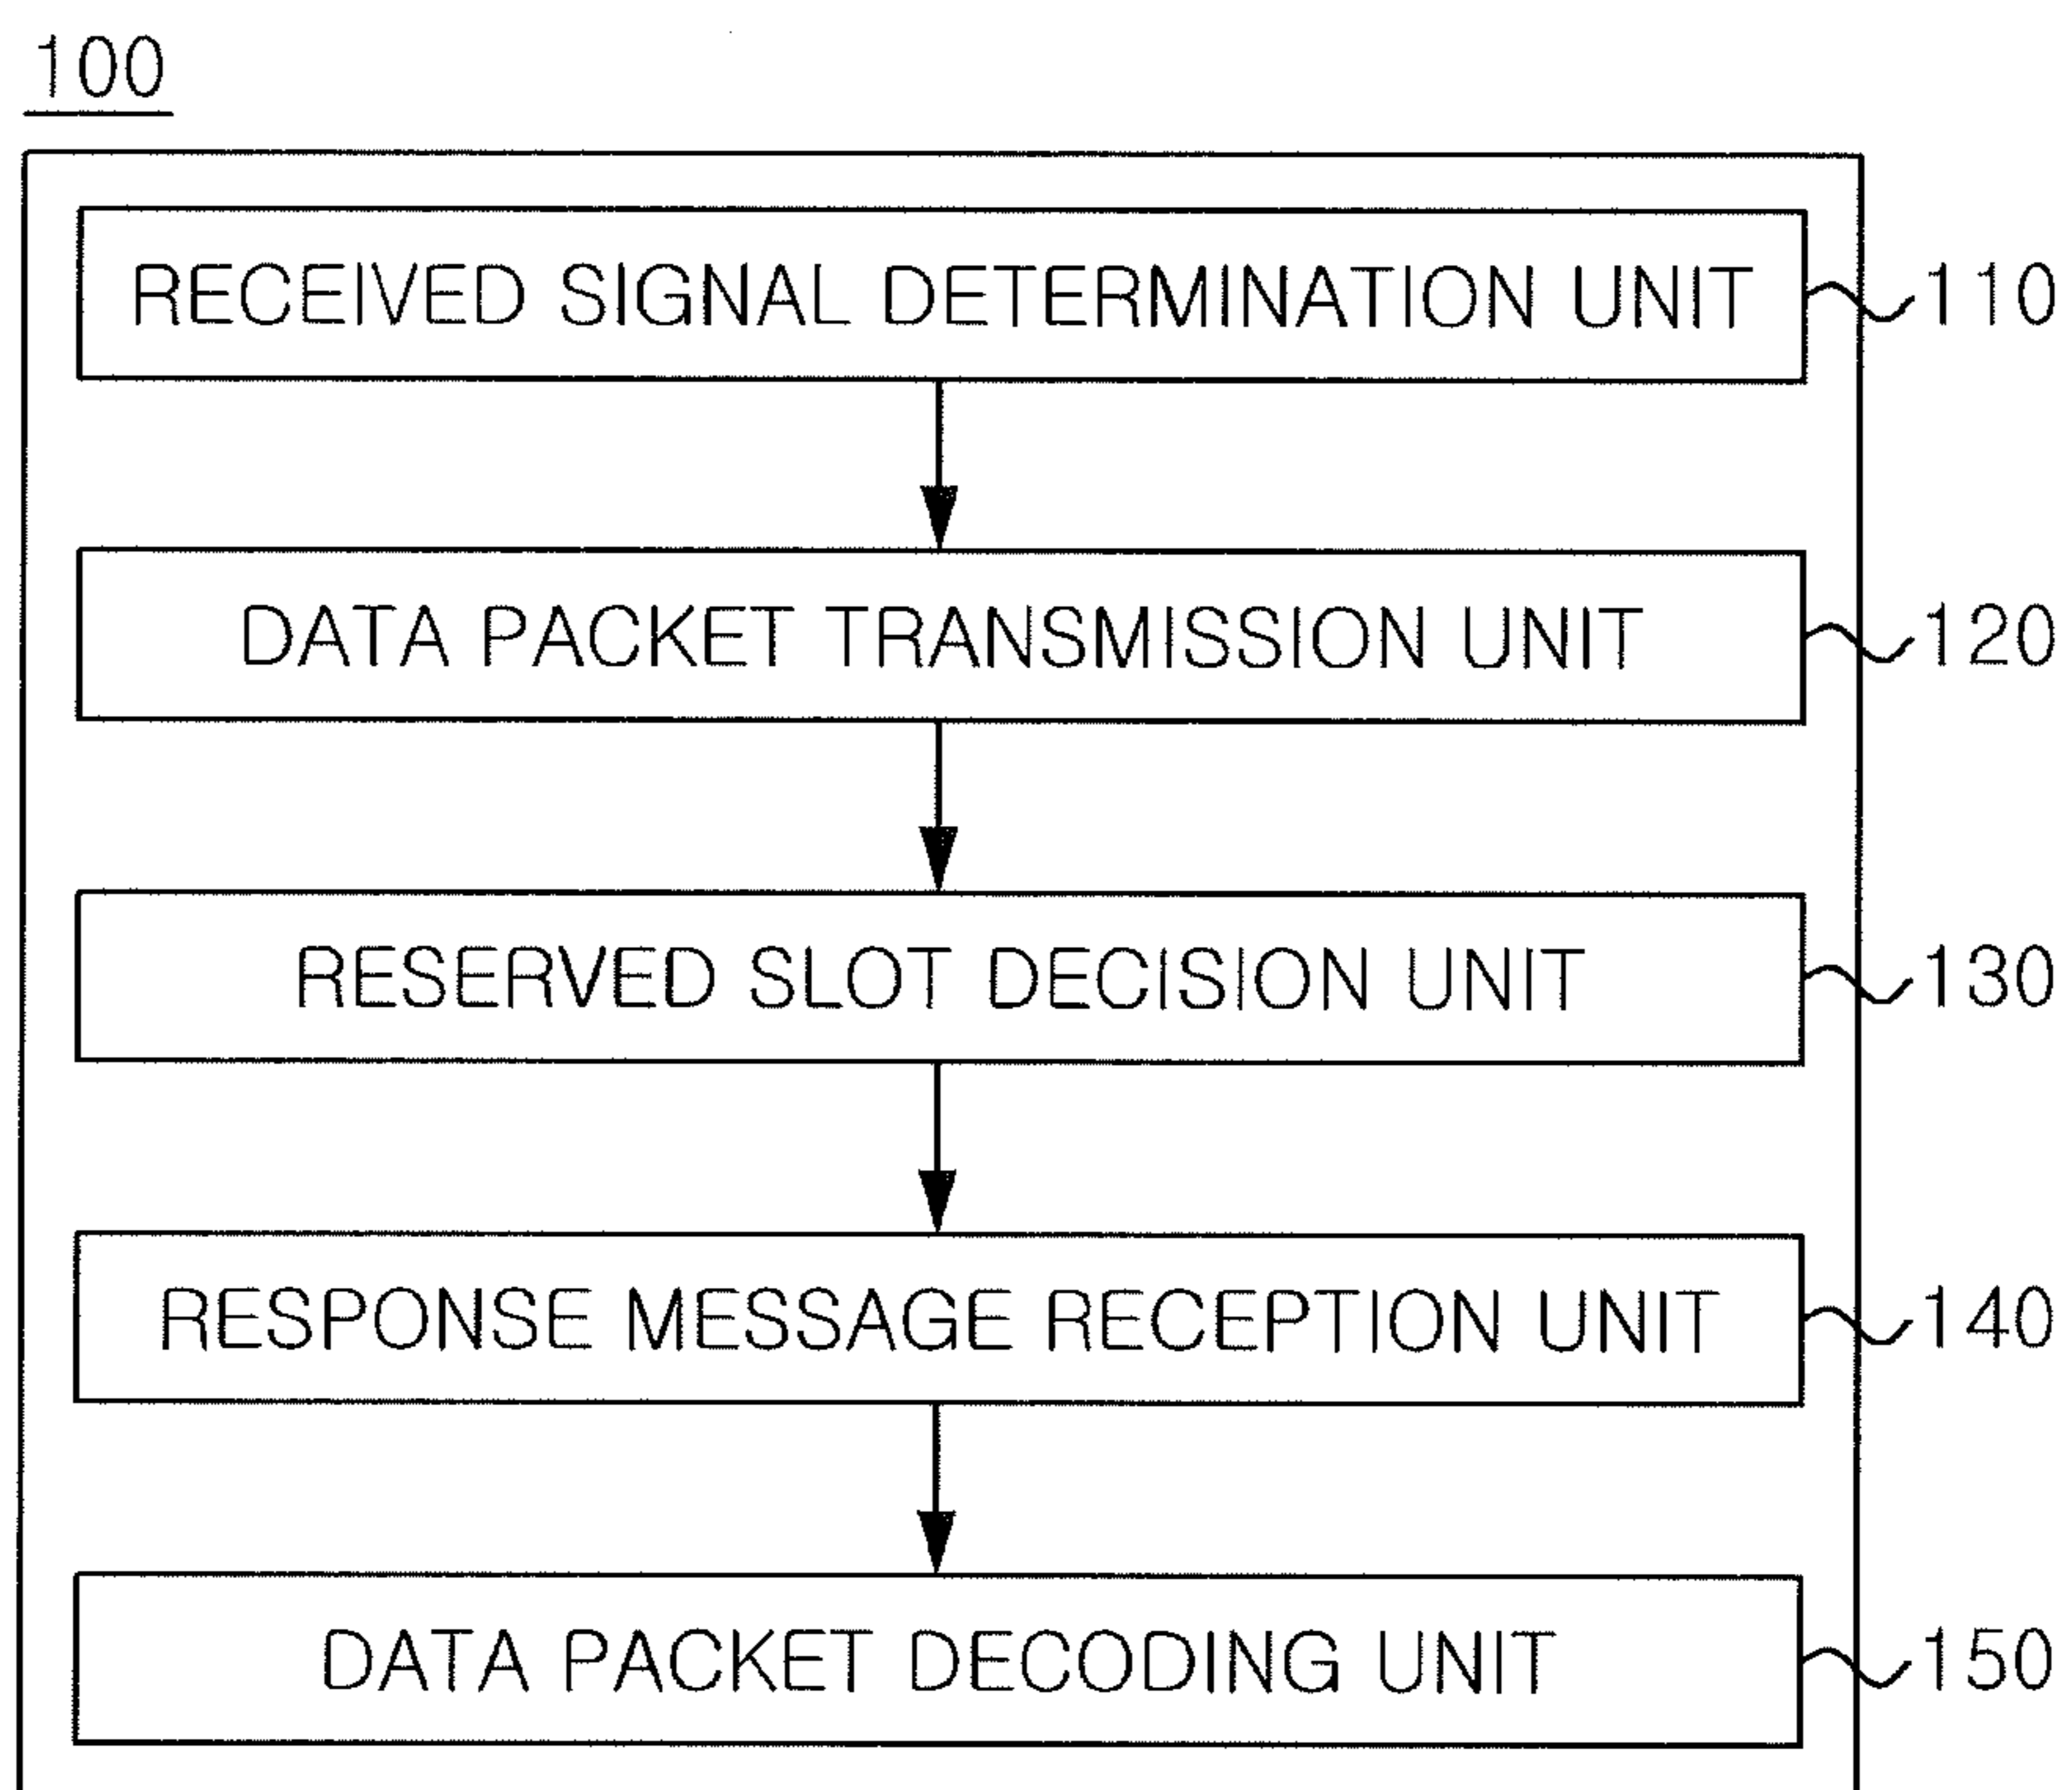 100
RECEIVED SIGNAL DETERMINATION UNIT 110
DATA PACKET TRANSMISSION UNIT 120
RESERVED SLOT DECISION UNIT 130
RESPONSE MESSAGE RECEPTION UNIT 140
DATA PACKET DECODING UNIT 150